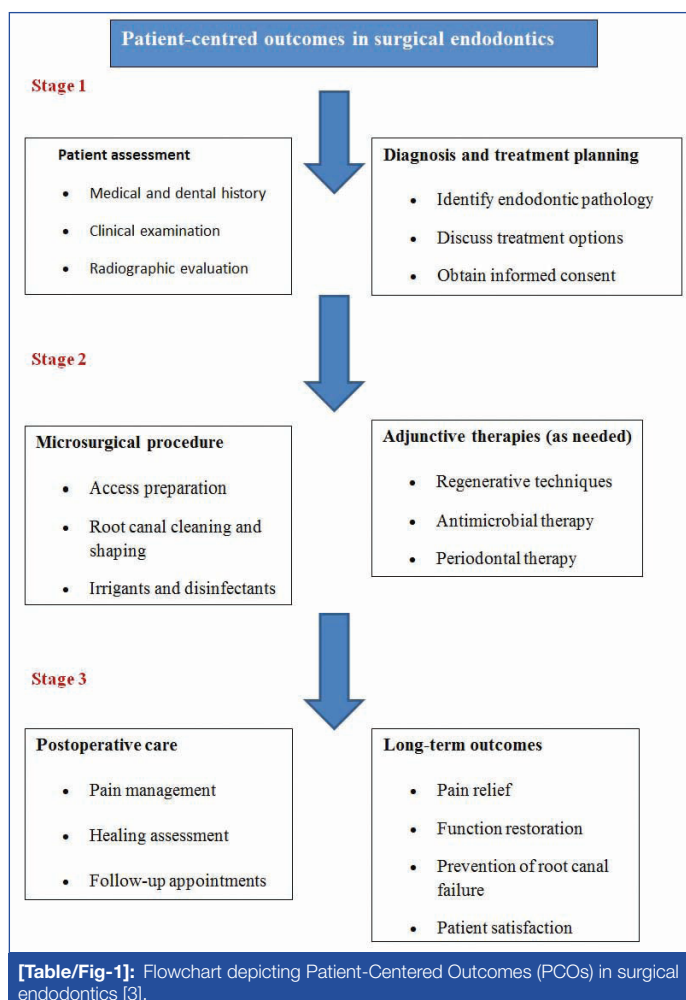 Patient-centred outcomes in surgical endodontics
Stage 1
Patient assessment
• Medical and dental history
• Clinical examination
• Radiographic evaluation
Diagnosis and treatment planning
• Identify endodontic pathology
• Discuss treatment options
• Obtain informed consent
Stage 2
Microsurgical procedure
• Access preparation
• Root canal cleaning and
shaping
• Irrigants and disinfectants
Adjunctive therapies (as needed)
• Regenerative techniques
• Antimicrobial therapy
• Periodontal therapy
Stage 3
Postoperative care
• Pain management
• Healing assessment
• Follow-up appointments
Long-term outcomes
• Pain relief
• Function restoration
• Prevention of root canal
failure
• Patient satisfaction
[Table/Fig-1]: Flowchart depicting Patient-Centered Outcomes (PCOs) in surgical
endodontics [3].